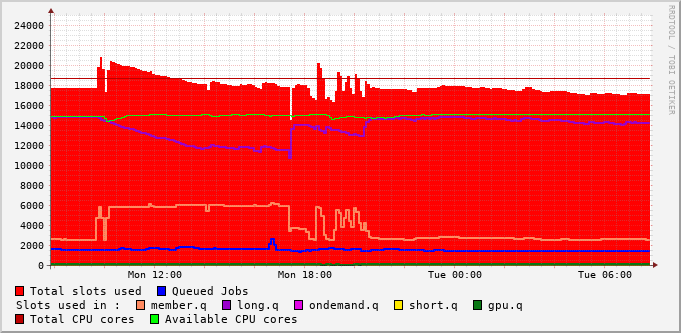 24000
22000
20000
18000
16000
14000
12000
10000
8000
6000
4000
2000
0
Mon 12:00 Mon 18:00 Tue 00:00 Tue 06:00
RRDTOOL / TOBI OETIKER
Total slots used Queued Jobs
Slots used in : member.q long.q ondemand.q short.q gpu.q
Total CPU cores Available CPU cores